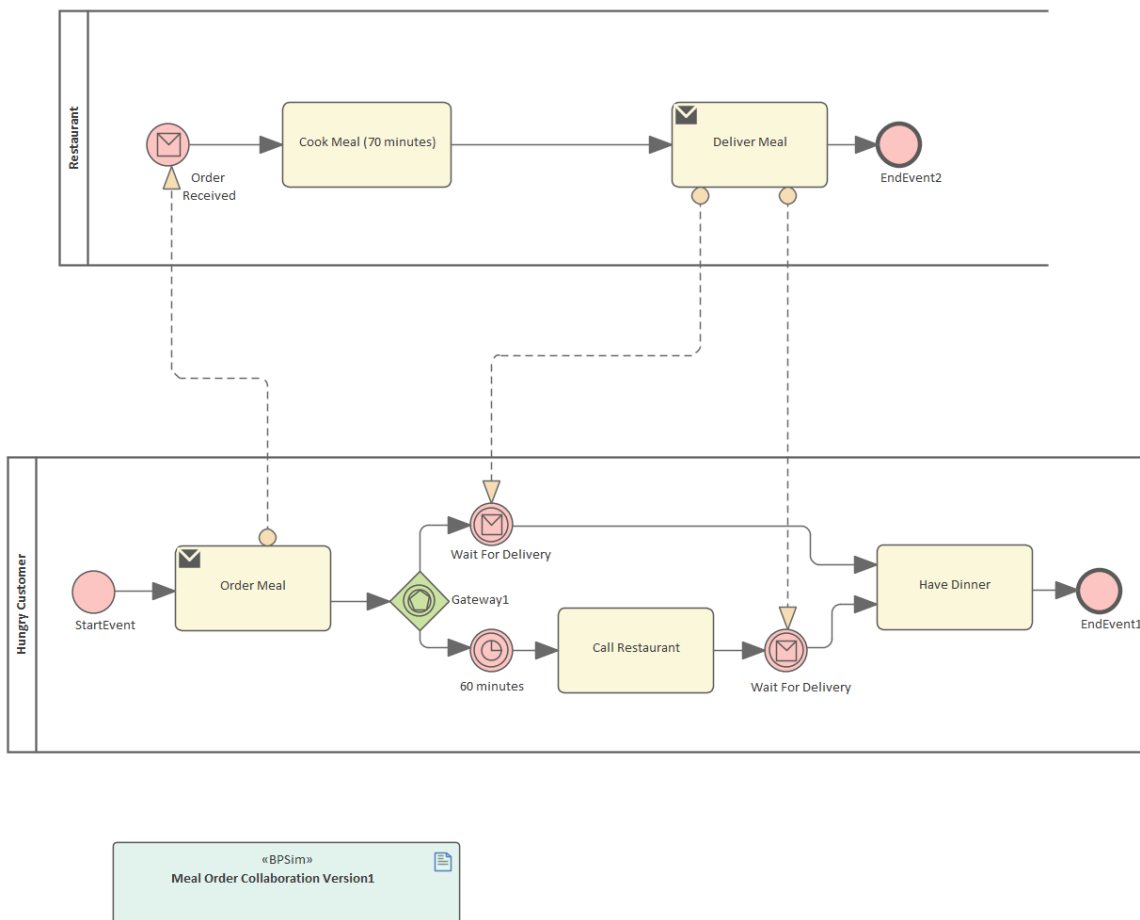 Restaurant
Cook Meal (70 minutes)
Deliver Meal
Order
Received
EndEvent2
Hungry Customer
Wait For Delivery
Order Meal
Gateway1
Have Dinner
StartEvent
EndEvent1
Call Restaurant
60 minutes
Wait For Delivery
«BPSim»
Meal Order Collaboration Version1